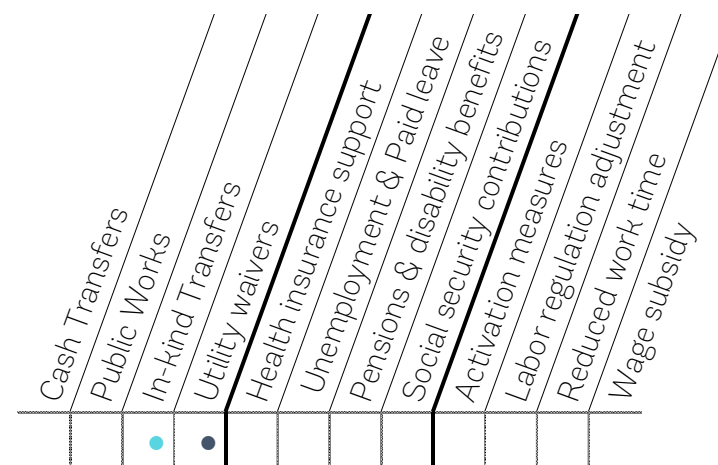 Cash Transfers
Public Works
In-kind Transfers
Utility waivers
Health insurance support
Unemployment & Paid leave
Pensions & disability benefits
Social security contributions
Activation measures
Labor regulation adjustment
Reduced work time
Wage subsidy